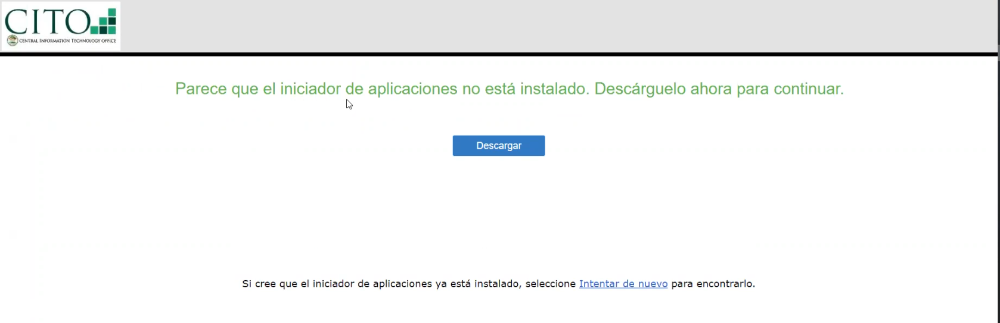 CITO
CENTRAL INFORMATION TECHNOLOGY OFFICE
Parece que el iniciador de aplicaciones no está instalado. Descárguelo ahora para continuar.
Descargar
Si cree que el iniciador de aplicaciones ya está instalado, seleccione Intentar de nuevo para encontrarlo.